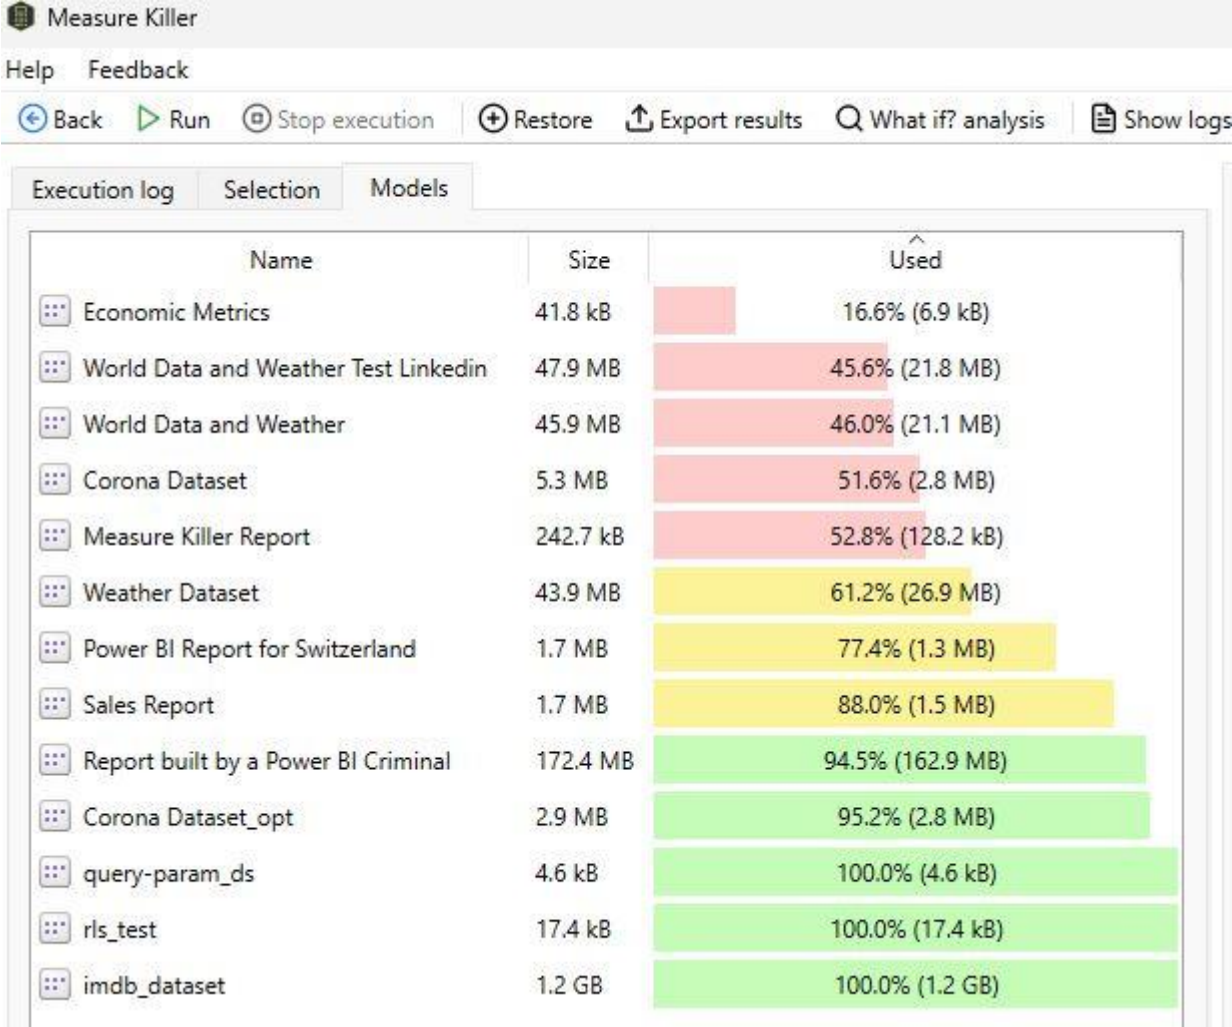 Measure Killer
Help Feedback
Back Run Stop execution Restore Export results What if? analysis Show logs
Execution log Selection Models
Name Size Used
Economic Metrics 41.8 kB 16.6% (6.9 kB)
World Data and Weather Test Linkedin 47.9 MB 45.6% (21.8 MB)
World Data and Weather 45.9 MB 46.0% (21.1 MB)
Corona Dataset 5.3 MB 51.6% (2.8 MB)
Measure Killer Report 242.7 kB 52.8% (128.2 kB)
Weather Dataset 43.9 MB 61.2% (26.9 MB)
Power BI Report for Switzerland 1.7 MB 77.4% (1.3 MB)
Sales Report 1.7 MB 88.0% (1.5 MB)
Report built by a Power BI Criminal 172.4 MB 94.5% (162.9 MB)
Corona Dataset_opt 2.9 MB 95.2% (2.8 MB)
query-param_ds 4.6 kB 100.0% (4.6 kB)
rls_test 17.4 kB 100.0% (17.4 kB)
imdb_dataset 1.2 GB 100.0% (1.2 GB)